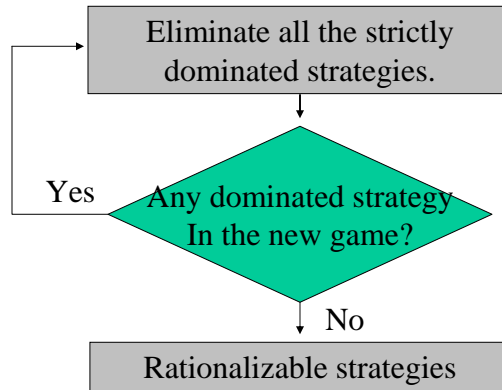 Eliminate all the strictly
dominated strategies.
Yes
Any dominated strategy
In the new game?
No
Rationalizable strategies